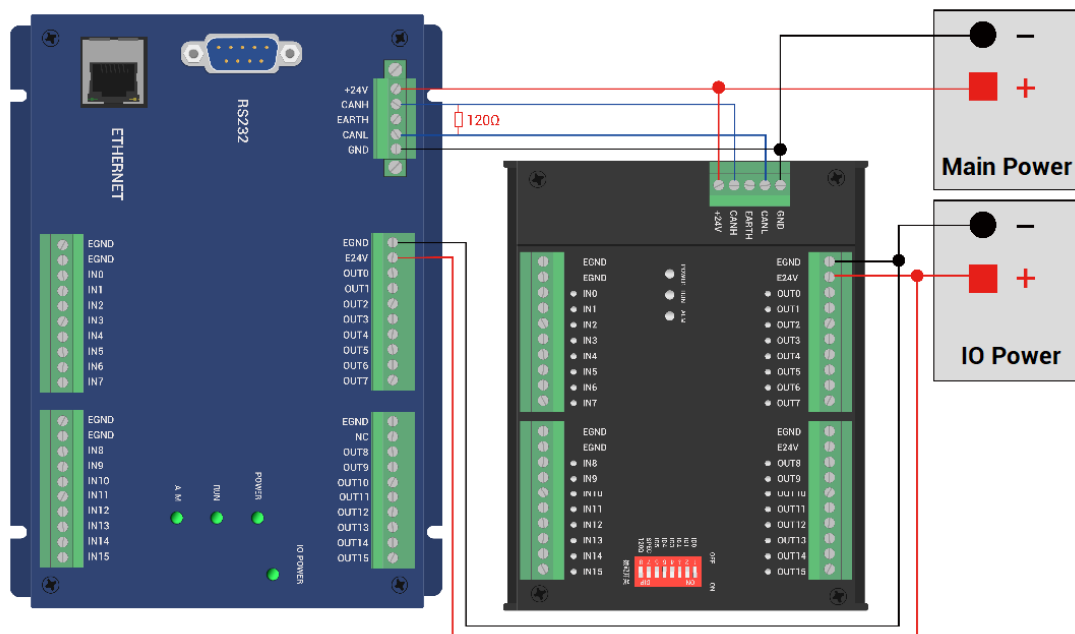 ETHERNET
RS232
+24V
CANH
EARTH
CANL
GND
120Ω
−
+
Main Power
−
+
IO Power
EGND
EGND
IN0
IN1
IN2
IN3
IN4
IN5
IN6
IN7
EGND
EGND
IN8
IN9
IN10
IN11
IN12
IN13
IN14
IN15
EGND
E24V
OUT0
OUT1
OUT2
OUT3
OUT4
OUT5
OUT6
OUT7
EGND
NC
OUT8
OUT9
OUT10
OUT11
OUT12
OUT13
OUT14
OUT15
RUN
POWER
IO POWER
+24V
CANH
EARTH
CANL
GND
EGND
EGND
IN0
IN1
IN2
IN3
IN4
IN5
IN6
IN7
EGND
EGND
IN8
IN9
IN10
IN11
IN12
IN13
IN14
IN15
POWER
RUN
ALM
EGND
E24V
OUT0
OUT1
OUT2
OUT3
OUT4
OUT5
OUT6
OUT7
EGND
E24V
OUT8
OUT9
OUT10
OUT11
OUT12
OUT13
OUT14
OUT15
120Ω
OFF
ON